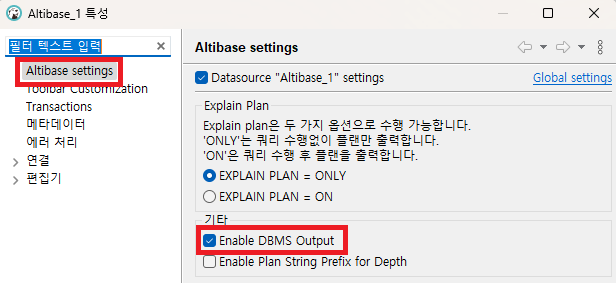 Altibase_1 특성
필터 텍스트 입력
Altibase settings
Toolbar Customization
Transactions
메타데이터
에러 처리
연결
편집기
Altibase settings
Datasource "Altibase_1" settings
Global settings
Explain Plan
Explain plan은 두 가지 옵션으로 수행 가능합니다.
'ONLY'는 쿼리 수행없이 플랜만 출력합니다.
'ON'은 쿼리 수행 후 플랜을 출력합니다.
EXPLAIN PLAN = ONLY
EXPLAIN PLAN = ON
기타
Enable DBMS Output
Enable Plan String Prefix for Depth